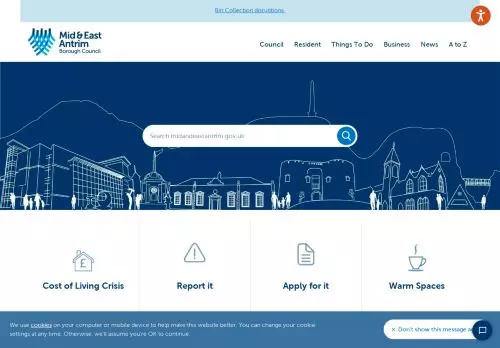 Bin Collection disruptions.
Mid & East
Antrim
Borough Council
Council Resident Things To Do Business News A to Z
Search midandeastantrim.gov.uk
Cost of Living Crisis
Report it
Apply for it
Warm Spaces
We use cookies on your computer or mobile device to help make this website better. You can change your cookie
settings at any time. Otherwise, we'll assume you're OK to continue.
× Don't show this message a